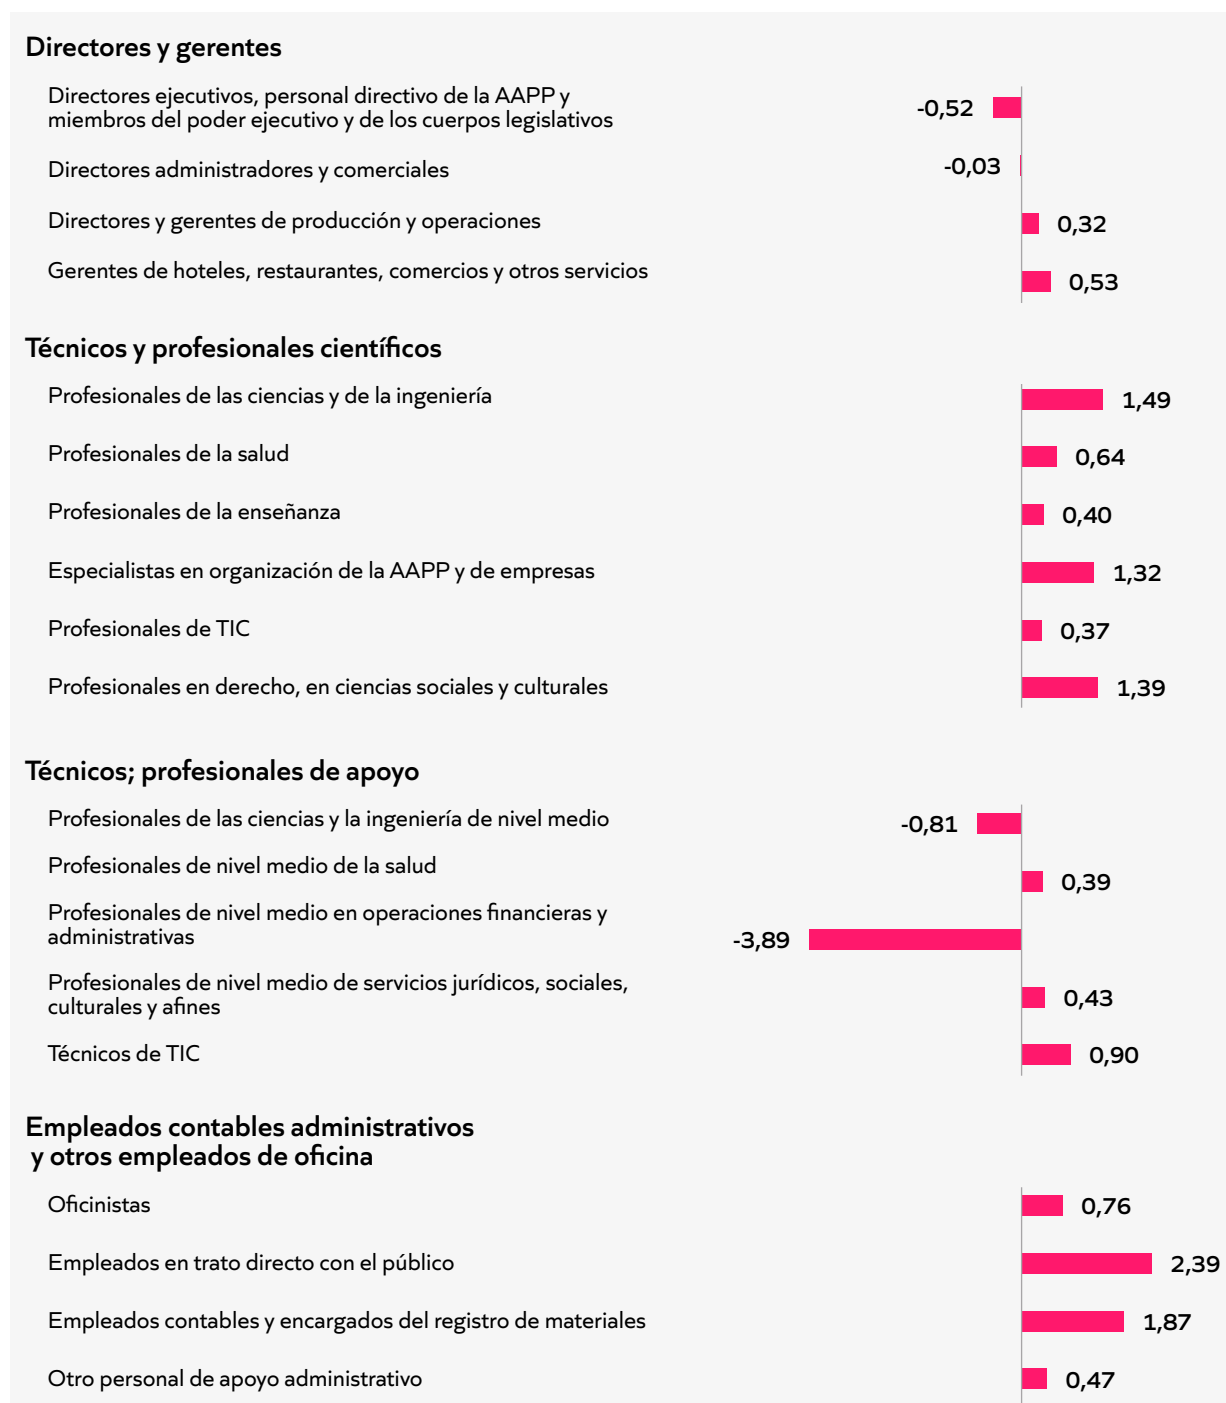 Directores y gerentes
Directores ejecutivos, personal directivo de la AAPP y
miembros del poder ejecutivo y de los cuerpos legislativos
-0,52
Directores administradores y comerciales
-0,03
Directores y gerentes de producción y operaciones
0,32
Gerentes de hoteles, restaurantes, comercios y otros servicios
0,53
Técnicos y profesionales científicos
Profesionales de las ciencias y de la ingeniería
1,49
Profesionales de la salud
0,64
Profesionales de la enseñanza
0,40
Especialistas en organización de la AAPP y de empresas
1,32
Profesionales de TIC
0,37
Profesionales en derecho, en ciencias sociales y culturales
1,39
Técnicos; profesionales de apoyo
Profesionales de las ciencias y la ingeniería de nivel medio
-0,81
Profesionales de nivel medio de la salud
0,39
Profesionales de nivel medio en operaciones financieras y
administrativas
-3,89
Profesionales de nivel medio de servicios jurídicos, sociales,
culturales y afines
0,43
Técnicos de TIC
0,90
Empleados contables administrativos
y otros empleados de oficina
Oficinistas
0,76
Empleados en trato directo con el público
2,39
Empleados contables y encargados del registro de materiales
1,87
Otro personal de apoyo administrativo
0,47